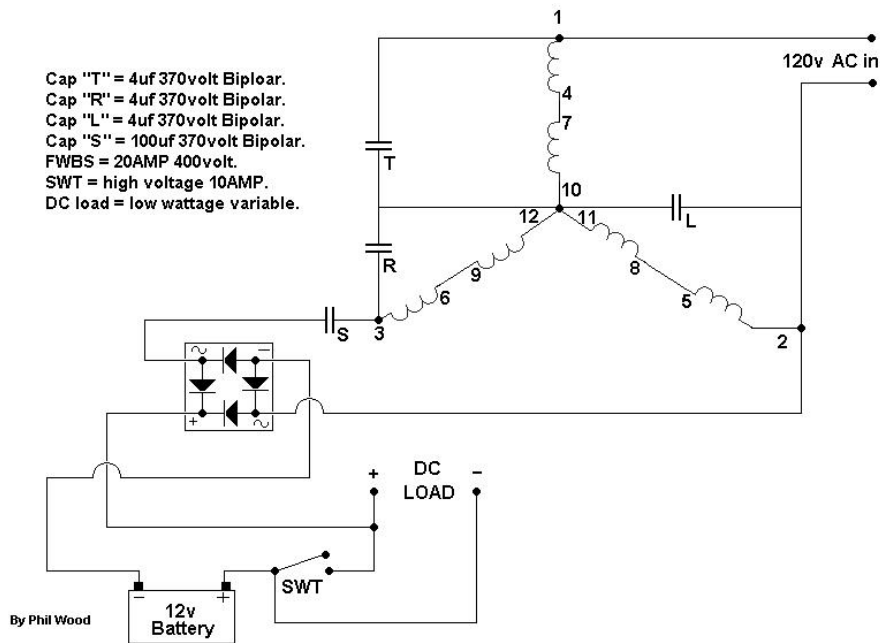 Cap "T" = 4uf 370volt Biploar.
Cap "R" = 4uf 370volt Bipolar.
Cap "L" = 4uf 370volt Bipolar.
Cap "S" = 100uf 370volt Bipolar.
FWBS = 20AMP 400volt.
SWT = high voltage 10AMP.
DC load = low wattage variable.
1
120v AC in
4
7
T
10
12
11
L
R
9
8
6
5
S
3
2
~
−
+
~
+
DC
−
LOAD
SWT
−
+
12v
Battery
By Phil Wood